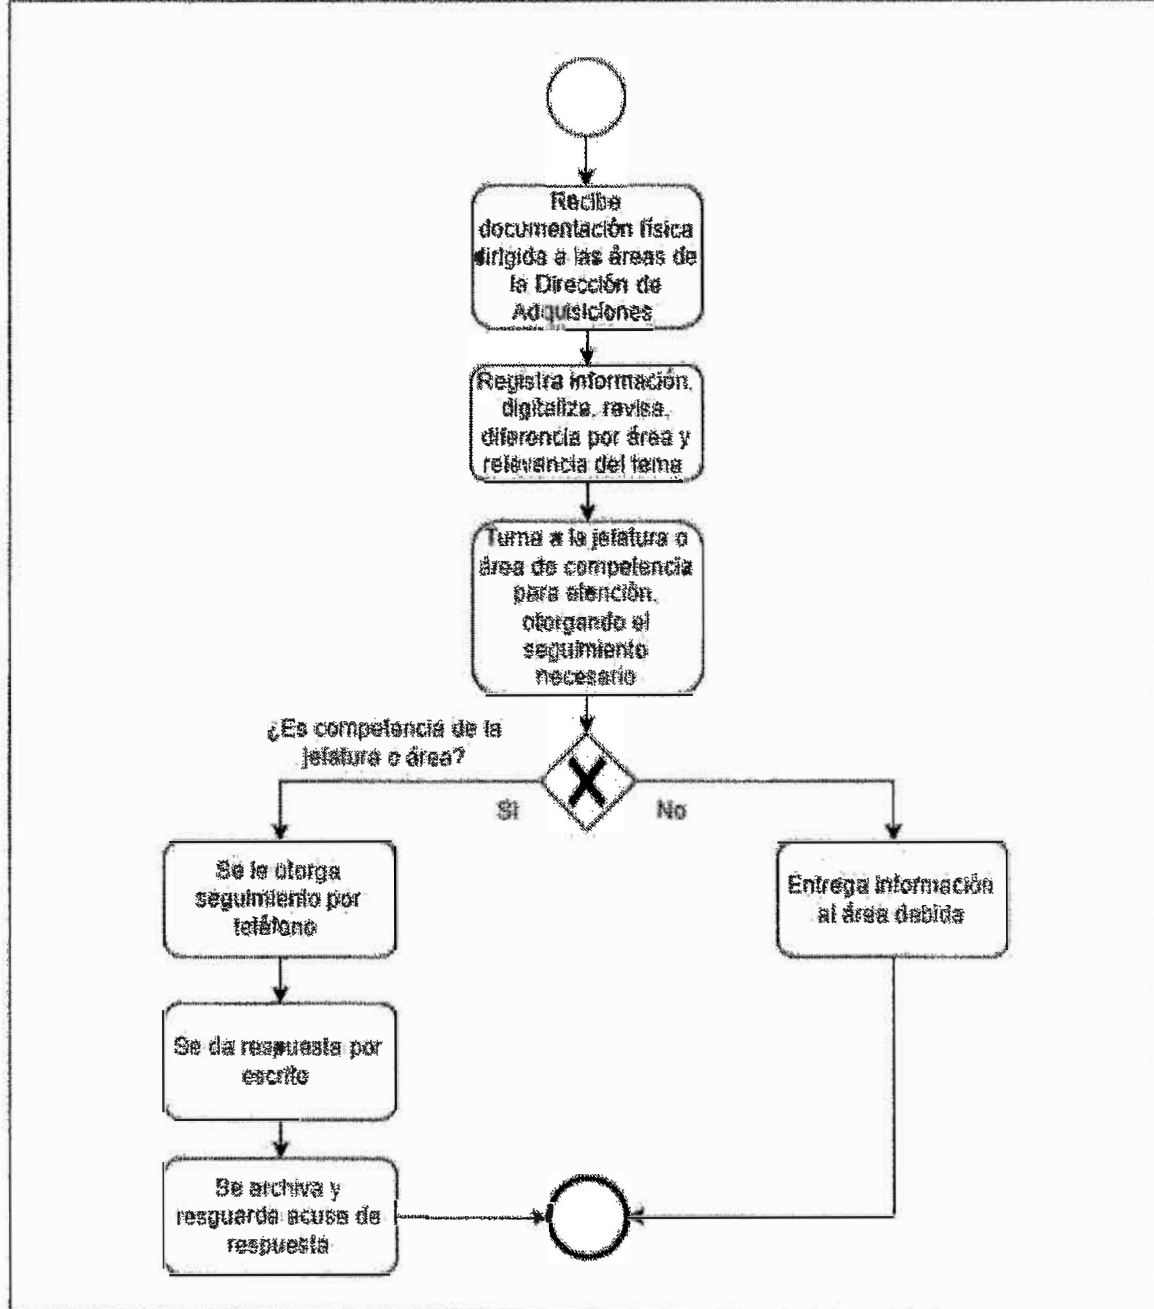 Recibe
documentación física
dirigida a las áreas de
la Dirección de
Adquisiciones
Registra información,
digitaliza, revisa,
diferencia por área y
relevancia del tema
Turna a la jefatura o
área de competencia
para atención,
otorgando el
seguimiento
necesario
¿Es competencia de la
jefatura o área?
Si
No
Se le otorga
seguimiento por
teléfono
Entrega información
al área debida
Se da respuesta por
escrito
Se archiva y
resguarda acuse de
respuesta